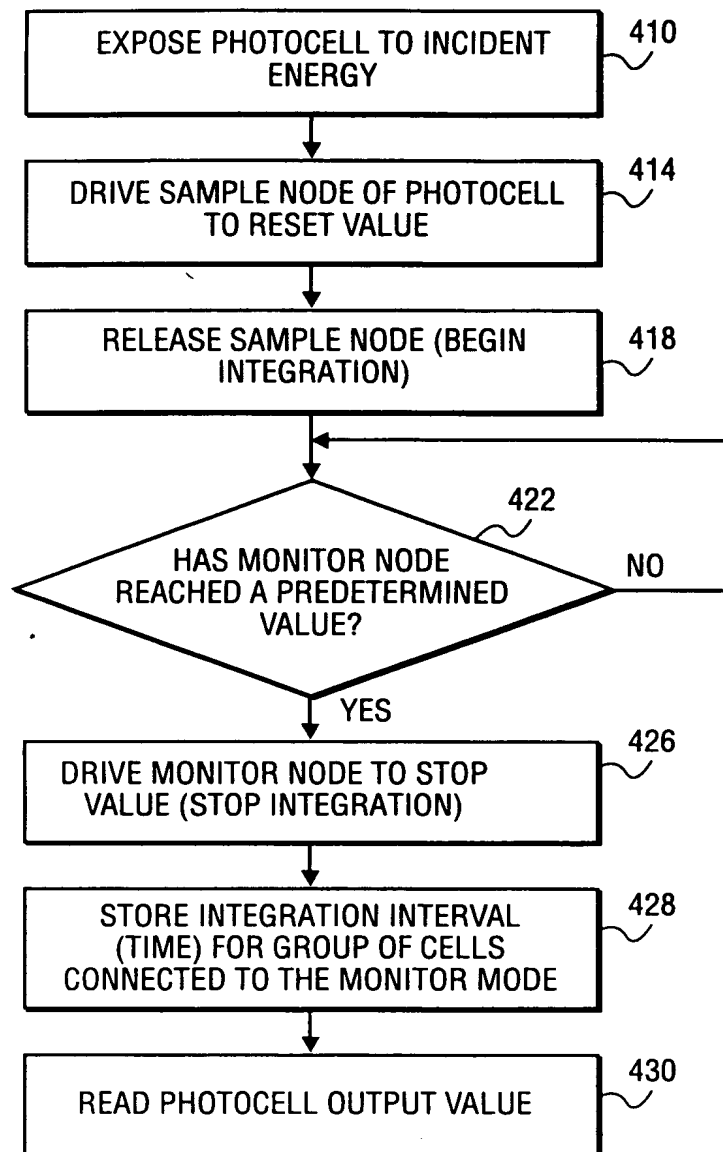 EXPOSE PHOTOCELL TO INCIDENT
ENERGY
410
DRIVE SAMPLE NODE OF PHOTOCELL
TO RESET VALUE
414
RELEASE SAMPLE NODE (BEGIN
INTEGRATION)
418
422
HAS MONITOR NODE
REACHED A PREDETERMINED
VALUE?
NO
YES
DRIVE MONITOR NODE TO STOP
VALUE (STOP INTEGRATION)
426
STORE INTEGRATION INTERVAL
(TIME) FOR GROUP OF CELLS
CONNECTED TO THE MONITOR MODE
428
READ PHOTOCELL OUTPUT VALUE
430